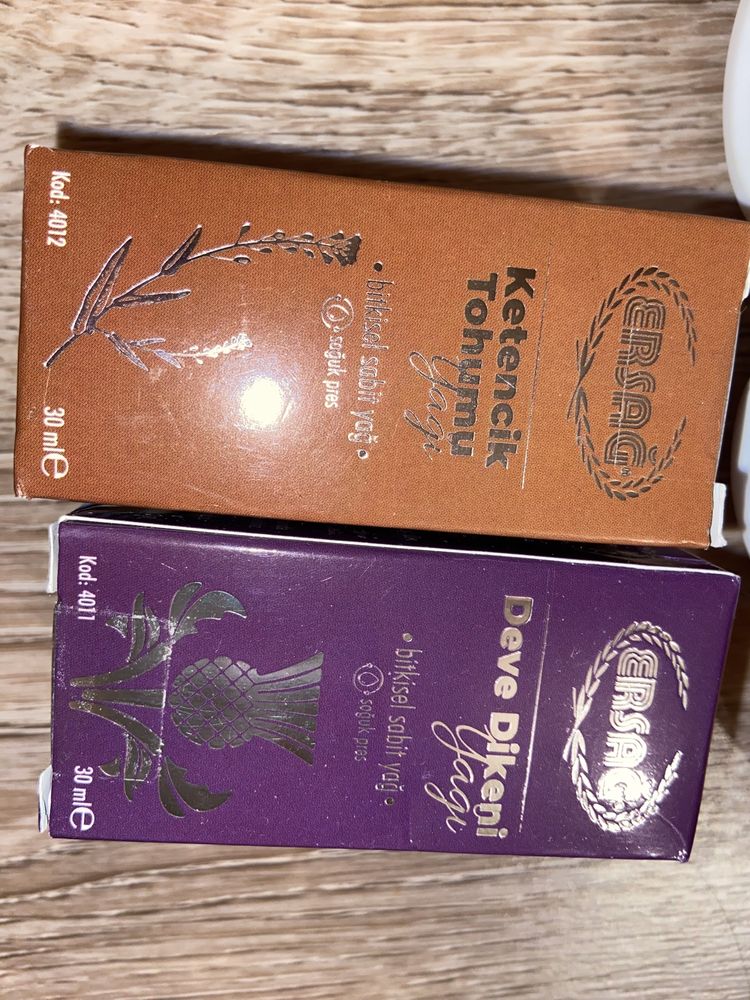 ERSAĞ
Ketencik
Tohumu
Yağı
• bitkisel sabit yağ •
soğuk pres
Kod: 4012
30 ml℮
ERSAĞ
Deve Dikeni
Yağı
• bitkisel sabit yağ •
soğuk pres
Kod: 4011
30 ml℮